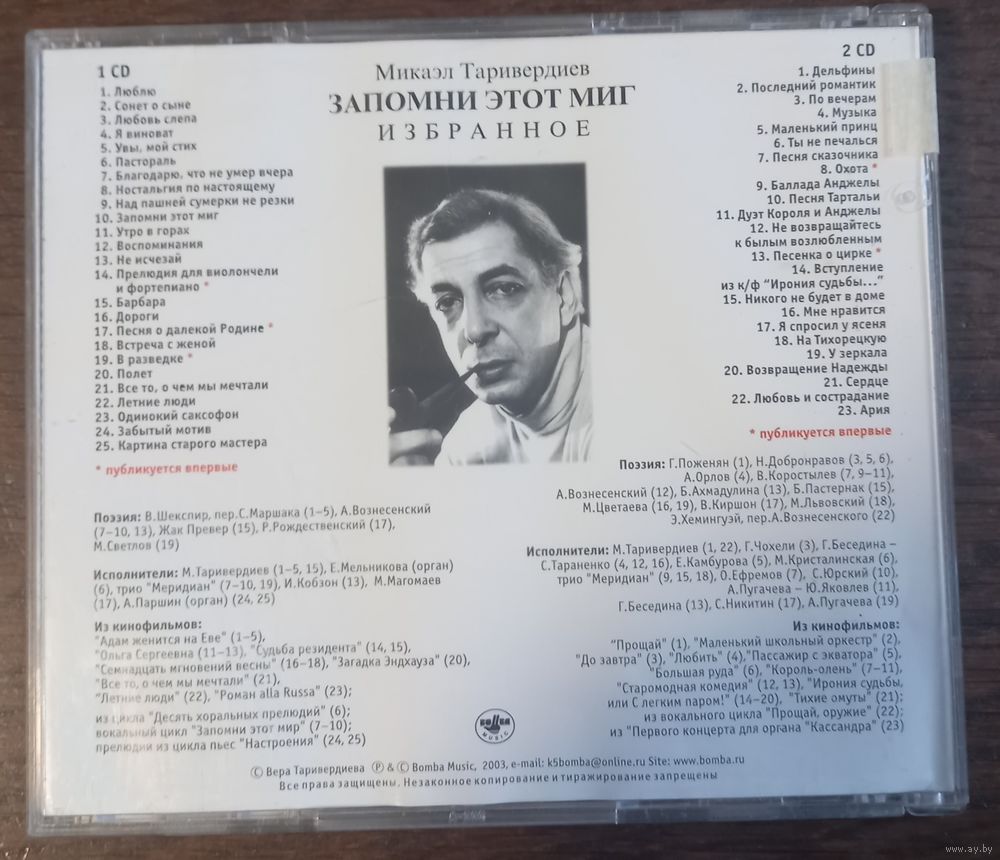 Микаэл Таривердиев
ЗАПОМНИ ЭТОТ МИГ
ИЗБРАННОЕ
1 CD
1. Люблю
2. Сонет о сыне
3. Любовь слепа
4. Я виноват
5. Увы, мой стих
6. Пастораль
7. Благодарю, что не умер вчера
8. Ностальгия по настоящему
9. Над пашней сумерки не резки
10. Запомни этот миг
11. Утро в горах
12. Воспоминания
13. Не исчезай
14. Прелюдия для виолончели
и фортепиано *
15. Барбара
16. Дороги
17. Песня о далекой Родине *
18. Встреча с женой
19. В разведке *
20. Полет
21. Все то, о чем мы мечтали
22. Летние люди
23. Одинокий саксофон
24. Забытый мотив
25. Картина старого мастера
* публикуется впервые
Поэзия: В.Шекспир, пер.С.Маршака (1–5), А.Вознесенский
(7–10, 13), Жак Превер (15), Р.Рождественский (17),
М.Светлов (19)
Исполнители: М.Таривердиев (1–5, 15), Е.Мельникова (орган)
(6), трио "Меридиан" (7–10, 19), И.Кобзон (13), М.Магомаев
(17), А.Паршин (орган) (24, 25)
Из кинофильмов:
"Адам женится на Еве" (1–5),
"Ольга Сергеевна (11–13), "Судьба резидента" (14, 15),
"Семнадцать мгновений весны" (16–18), "Загадка Эндхауза" (20),
"Все то, о чем мы мечтали" (21),
"Летние люди" (22), "Роман alla Russa" (23);
из цикла "Десять хоральных прелюдий" (6);
вокальный цикл "Запомни этот мир" (7–10);
прелюдии из цикла пьес "Настроения" (24, 25)
2 CD
1. Дельфины
2. Последний романтик
3. По вечерам
4. Музыка
5. Маленький принц
6. Ты не печалься
7. Песня сказочника
8. Охота *
9. Баллада Анджелы
10. Песня Тартальи
11. Дуэт Короля и Анджелы
12. Не возвращайтесь
к былым возлюбленным
13. Песенка о цирке *
14. Вступление
из к/ф "Ирония судьбы..."
15. Никого не будет в доме
16. Мне нравится
17. Я спросил у ясеня
18. На Тихорецкую
19. У зеркала
20. Возвращение Надежды
21. Сердце
22. Любовь и сострадание
23. Ария
* публикуется впервые
Поэзия: Г.Поженян (1), Н.Добронравов (3, 5, 6),
А.Орлов (4), В.Коростылев (7, 9–11),
А.Вознесенский (12), Б.Ахмадулина (13), Б.Пастернак (15),
М.Цветаева (16, 19), В.Киршон (17), М.Львовский (18),
Э.Хемингуэй, пер.А.Вознесенского (22)
Исполнители: М.Таривердиев (1, 22), Г.Чохели (3), Г.Беседина –
С.Тараненко (4, 12, 16), Е.Камбурова (5), М.Кристалинская (6),
трио "Меридиан" (9, 15, 18), О.Ефремов (7), С.Юрский (10),
А.Пугачева – Ю.Яковлев (11),
Г.Беседина (13), С.Никитин (17), А.Пугачева (19)
Из кинофильмов:
"Прощай" (1), "Маленький школьный оркестр" (2),
"До завтра" (3), "Любить" (4),"Пассажир с экватора" (5),
"Большая руда" (6), "Король-олень" (7–11),
"Старомодная комедия" (12, 13), "Ирония судьбы,
или С легким паром!" (14–20), "Тихие омуты" (21);
из вокального цикла "Прощай, оружие" (22);
из "Первого концерта для органа "Кассандра" (23)
BOMBA
MUSIC
© Вера Таривердиева ℗ & © Bomba Music, 2003, e-mail: k5bomba@online.ru Site: www.bomba.ru
Все права защищены. Незаконное копирование и тиражирование запрещены
www.ay.by